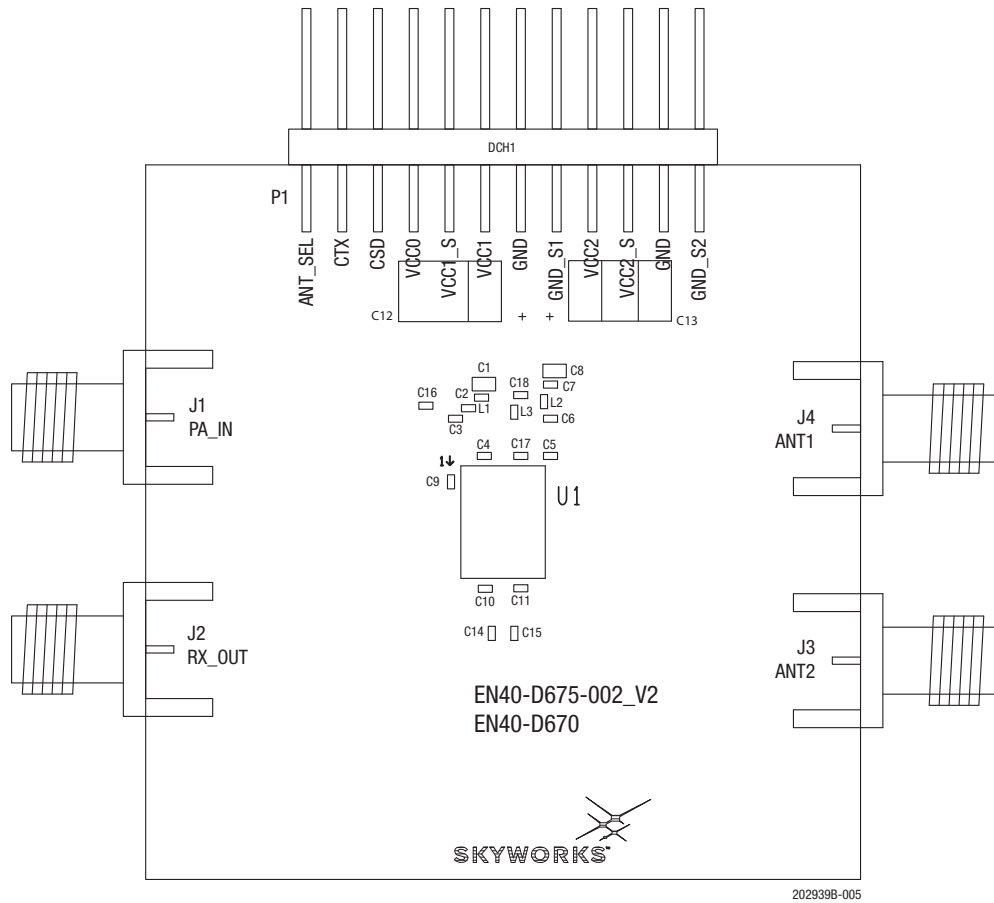 DCH1
P1
ANT_SEL
CTX
CSD
VCC0
VCC1_S
VCC1
GND
GND_S1
VCC2
VCC2_S
GND
GND_S2
C12
+
+
C13
C1
C8
C16
C2
C18
C7
L1
L3
L2
C3
C6
J1
PA_IN
J4
ANT1
C4
C17
C5
1
C9
U1
C10
C11
C14
C15
J2
RX_OUT
J3
ANT2
EN40-D675-002_V2
EN40-D670
SKYWORKS™
202939B-005